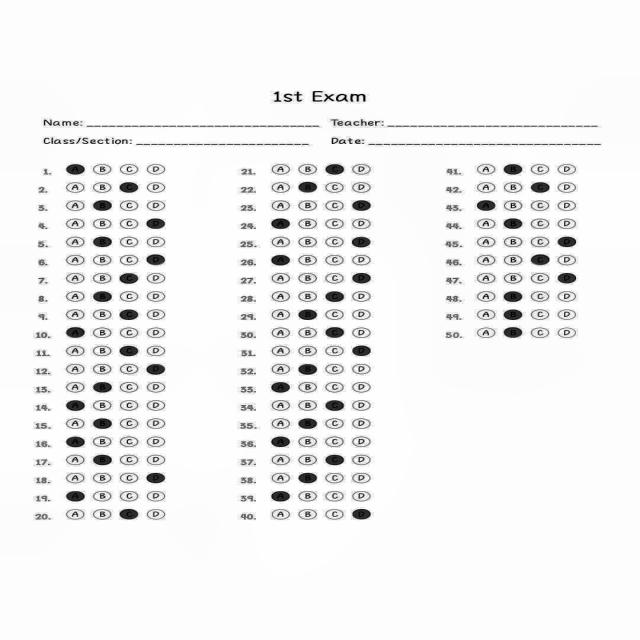 1st Exam
Name: ______________________________ Teacher: ___________________________
Class/Section: ______________________ Date: ______________________________
1. A B C D 21. A B C D 41. A B C D
2. A B C D 22. A B C D 42. A B C D
3. A B C D 23. A B C D 43. A B C D
4. A B C D 24. A B C D 44. A B C D
5. A B C D 25. A B C D 45. A B C D
6. A B C D 26. A B C D 46. A B C D
7. A B C D 27. A B C D 47. A B C D
8. A B C D 28. A B C D 48. A B C D
9. A B C D 29. A B C D 49. A B C D
10. A B C D 30. A B C D 50. A B C D
11. A B C D 31. A B C D
12. A B C D 32. A B C D
13. A B C D 33. A B C D
14. A B C D 34. A B C D
15. A B C D 35. A B C D
16. A B C D 36. A B C D
17. A B C D 37. A B C D
18. A B C D 38. A B C D
19. A B C D 39. A B C D
20. A B C D 40. A B C D